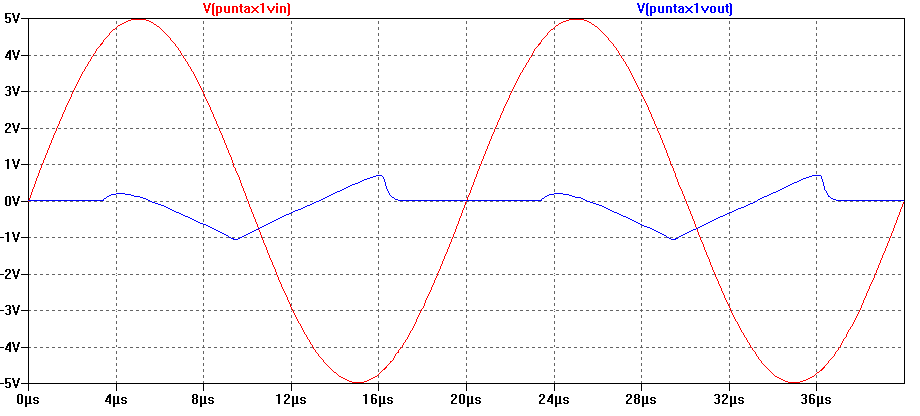 V(puntax1vin) V(puntax1vout)
5V
4V
3V
2V
1V
0V
-1V
-2V
-3V
-4V
-5V
0µs 4µs 8µs 12µs 16µs 20µs 24µs 28µs 32µs 36µs